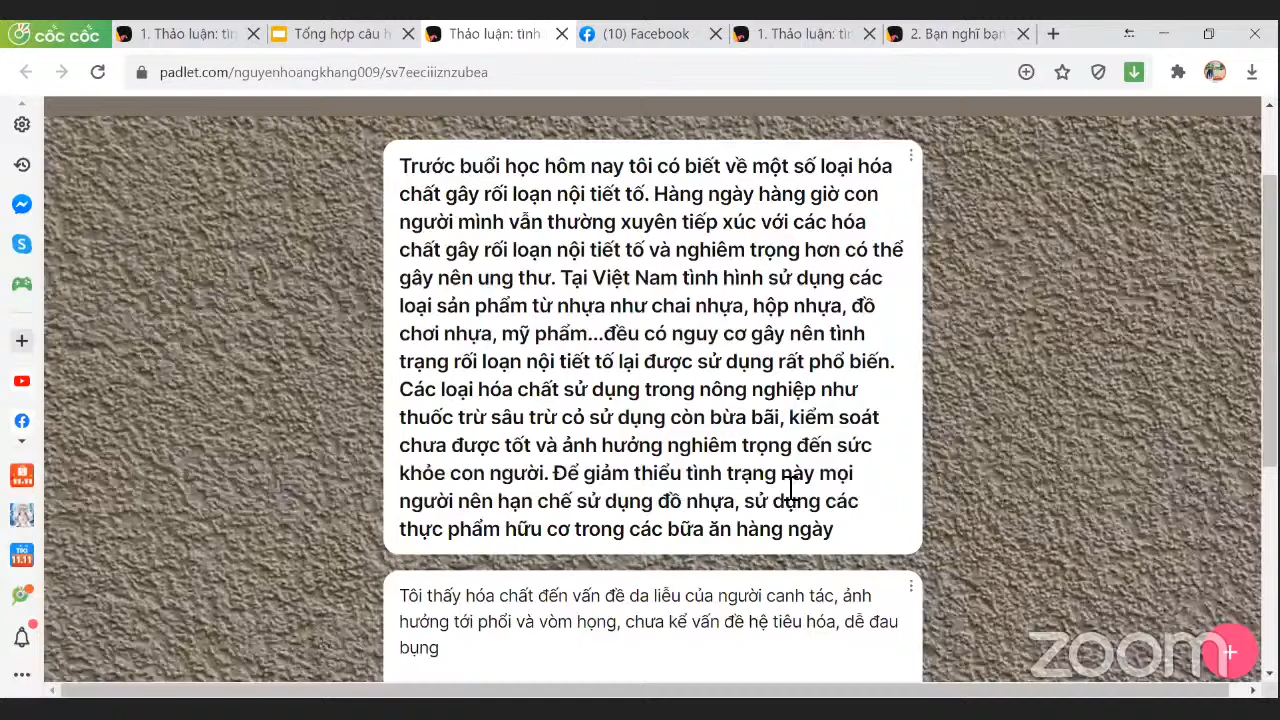 cốc cốc
1. Thảo luận: tìn
Tổng hợp câu h
Thảo luận: tình
(10) Facebook
1. Thảo luận: tìn
2. Bạn nghĩ bạn
padlet.com/nguyenhoangkhang009/sv7eeciiiznzubea
Trước buổi học hôm nay tôi có biết về một số loại hóa
chất gây rối loạn nội tiết tố. Hàng ngày hàng giờ con
người mình vẫn thường xuyên tiếp xúc với các hóa
chất gây rối loạn nội tiết tố và nghiêm trọng hơn có thể
gây nên ung thư. Tại Việt Nam tình hình sử dụng các
loại sản phẩm từ nhựa như chai nhựa, hộp nhựa, đồ
chơi nhựa, mỹ phẩm...đều có nguy cơ gây nên tình
trạng rối loạn nội tiết tố lại được sử dụng rất phổ biến.
Các loại hóa chất sử dụng trong nông nghiệp như
thuốc trừ sâu trừ cỏ sử dụng còn bừa bãi, kiểm soát
chưa được tốt và ảnh hưởng nghiêm trọng đến sức
khỏe con người. Để giảm thiểu tình trạng này mọi
người nên hạn chế sử dụng đồ nhựa, sử dụng các
thực phẩm hữu cơ trong các bữa ăn hàng ngày
Tôi thấy hóa chất đến vấn đề da liễu của người canh tác, ảnh
hưởng tới phổi và vòm họng, chưa kể vấn đề hệ tiêu hóa, dễ đau
bụng
11.11
TIKI
11.11
zoom